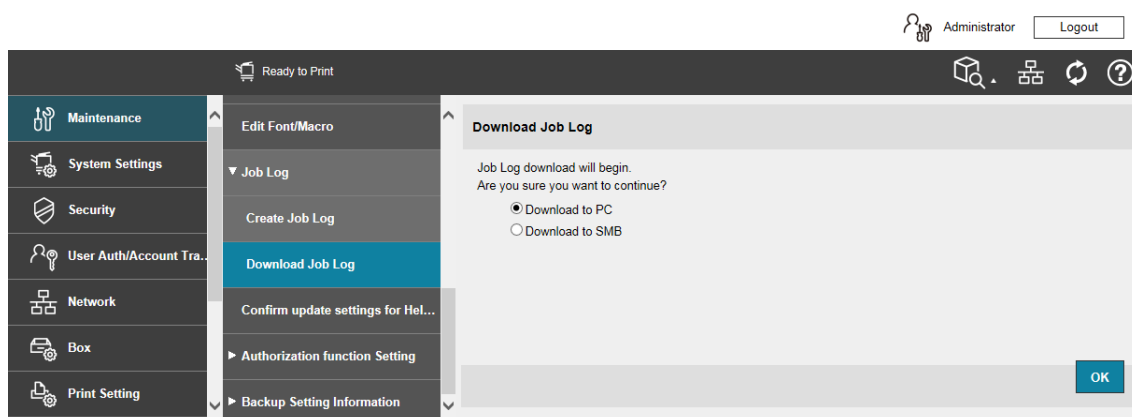 Administrator
Logout
Ready to Print
Maintenance
System Settings
Security
User Auth/Account Tra..
Network
Box
Print Setting
Edit Font/Macro
▼ Job Log
Create Job Log
Download Job Log
Confirm update settings for Hel...
► Authorization function Setting
► Backup Setting Information
Download Job Log
Job Log download will begin.
Are you sure you want to continue?
Download to PC
Download to SMB
OK